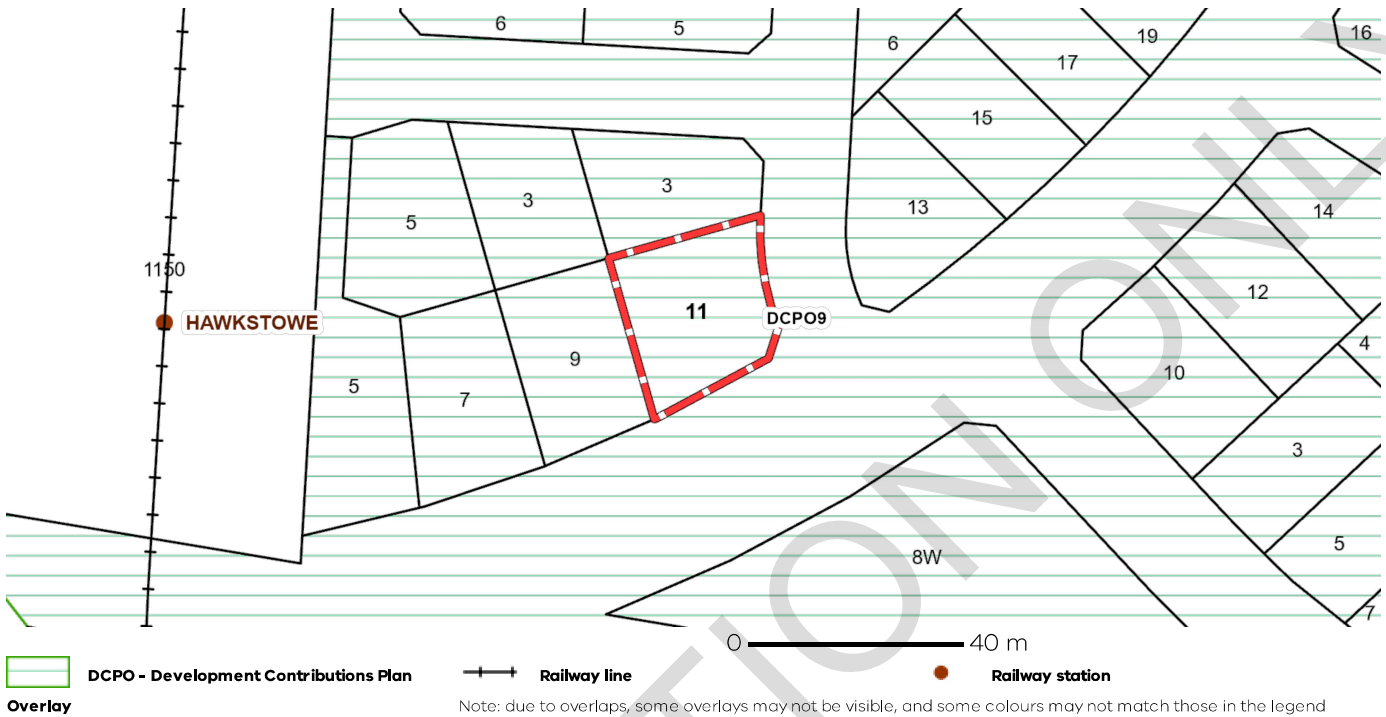 6
5
6
17
19
16
15
3
3
5
13
14
1150
12
HAWKSTOWE
11
DCPO9
4
9
10
5
7
3
8W
5
7
0 40 m
DCPO - Development Contributions Plan
Overlay
Railway line
Railway station
Note: due to overlaps, some overlays may not be visible, and some colours may not match those in the legend
TION ONL